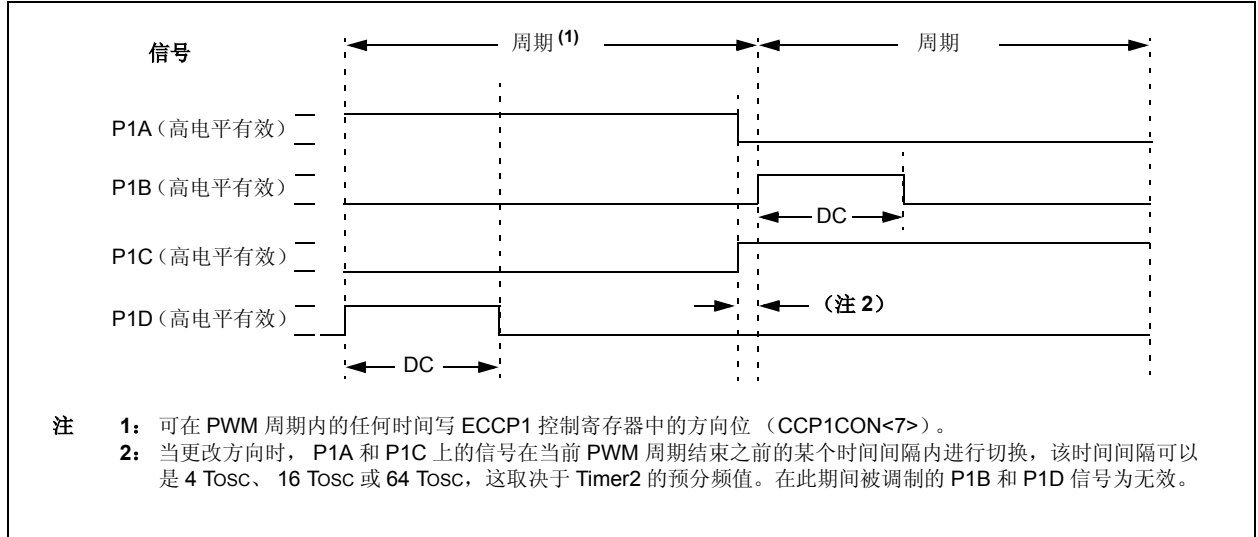 信号
周期(1)
周期
P1A（高电平有效）
P1B（高电平有效）
DC
P1C（高电平有效）
（注 2）
P1D（高电平有效）
DC
注 1： 可在 PWM 周期内的任何时间写 ECCP1 控制寄存器中的方向位 （CCP1CON<7>）。
2： 当更改方向时， P1A 和 P1C 上的信号在当前 PWM 周期结束之前的某个时间间隔内进行切换，该时间间隔可以
是 4 TOSC、 16 TOSC 或 64 TOSC，这取决于 Timer2 的预分频值。在此期间被调制的 P1B 和 P1D 信号为无效。